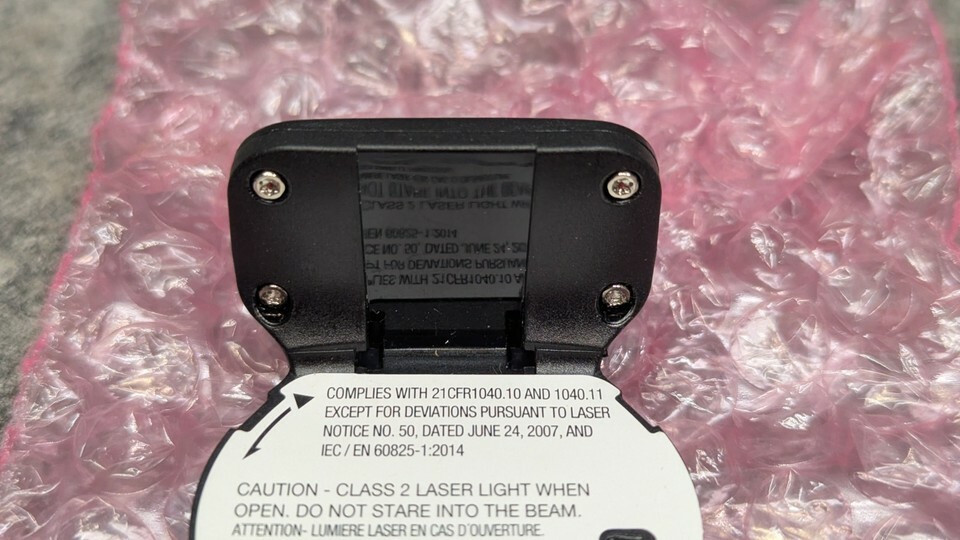 COMPLIES WITH 21CFR1040.10 AND 1040.11
EXCEPT FOR DEVIATIONS PURSUANT TO LASER
NOTICE NO. 50, DATED JUNE 24, 2007, AND
IEC / EN 60825-1:2014
CAUTION - CLASS 2 LASER LIGHT WHEN
OPEN. DO NOT STARE INTO THE BEAM.
ATTENTION- LUMIERE LASER EN CAS D'OUVERTURE.